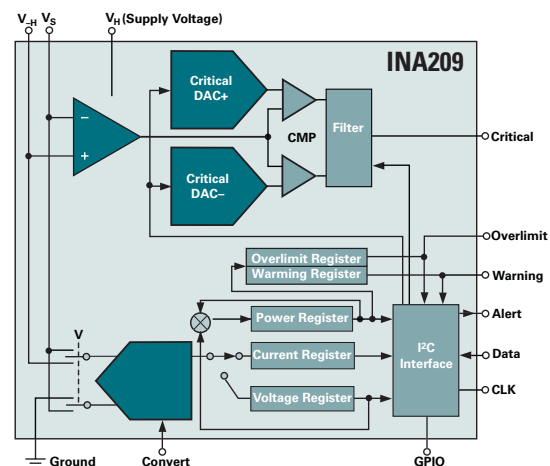 V–H VS VH (Supply Voltage)
INA209
Critical
DAC+
CMP
Filter
Critical
–
+
Critical
DAC–
Overlimit
Overlimit Register
Warming Register
Warning
Power Register
Alert
V
Current Register
I²C
Interface
Data
Voltage Register
CLK
Ground
Convert
GPIO